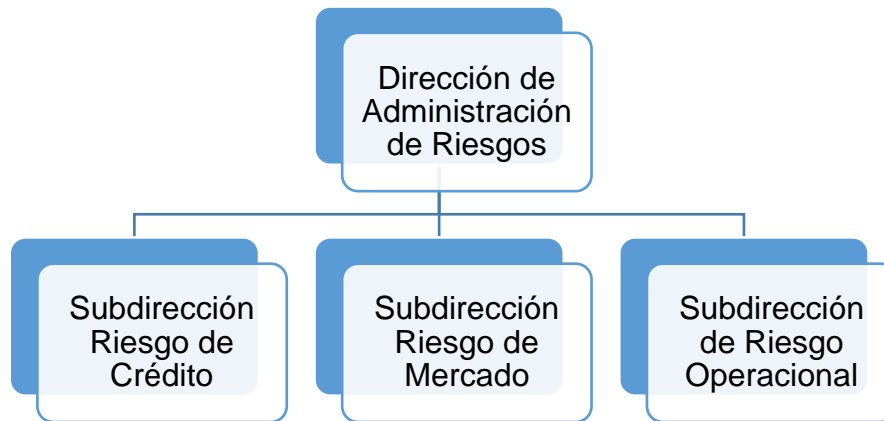 Dirección de
Administración
de Riesgos
Subdirección
Riesgo de
Crédito
Subdirección
Riesgo de
Mercado
Subdirección
de Riesgo
Operacional